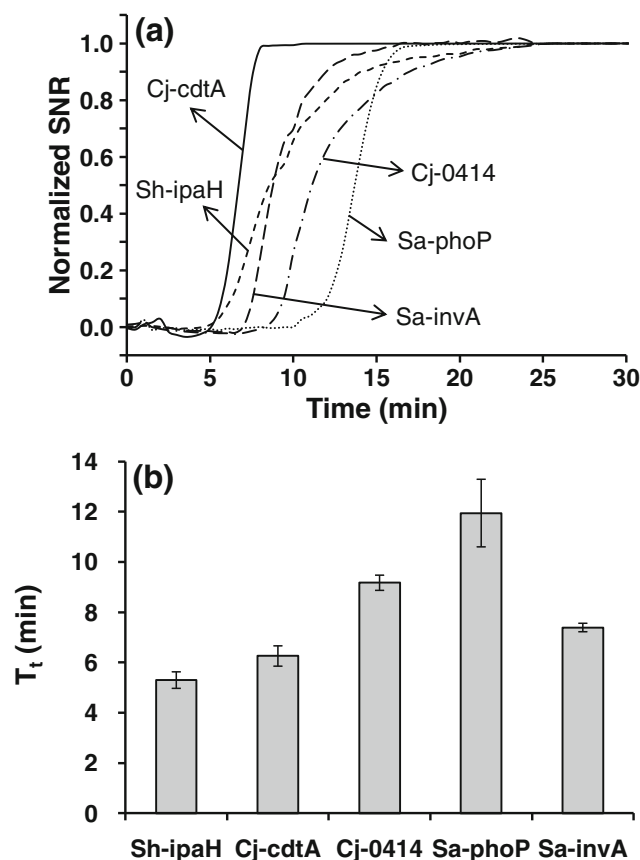 (a)
Normalized SNR
1.0
0.8
0.6
0.4
0.2
0.0
Cj-cdtA
Sh-ipaH
Cj-0414
Sa-phoP
Sa-invA
0 5 10 15 20 25 30
Time (min)
(b)
Tt (min)
14
12
10
8
6
4
2
0
Sh-ipaH Cj-cdtA Cj-0414 Sa-phoP Sa-invA